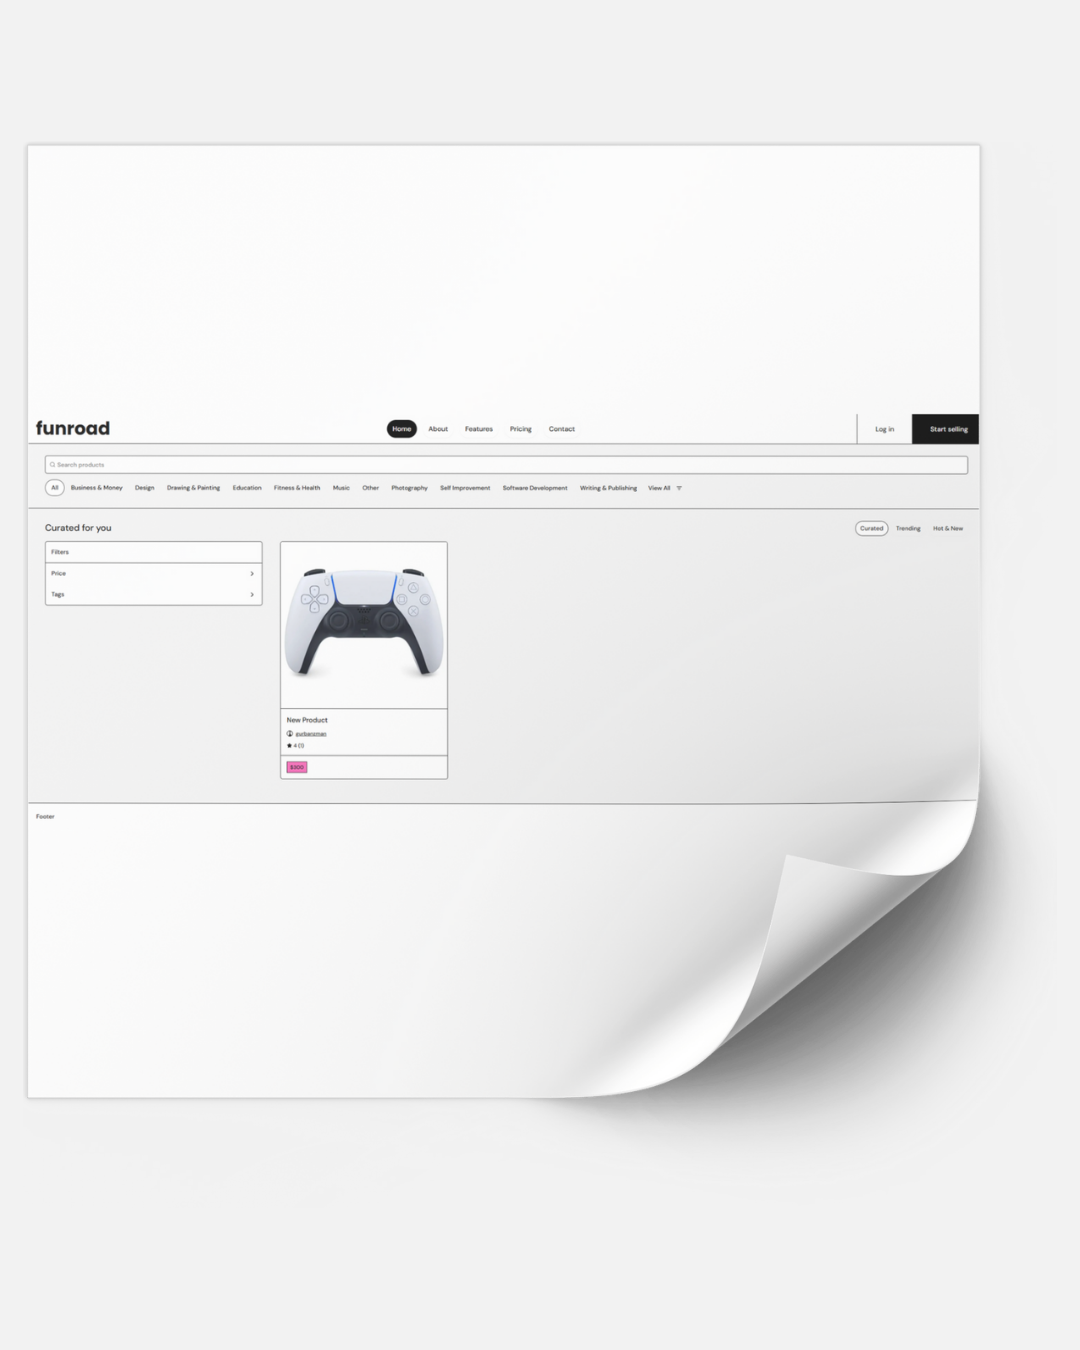 funroad
Home About Features Pricing Contact
Log in Start selling
Search products
All Business & Money Design Drawing & Painting Education Fitness & Health Music Other Photography Self Improvement Software Development Writing & Publishing View All
Curated for you
Curated Trending Hot & New
Filters
Price
Tags
New Product
4 (1)
$300
Footer